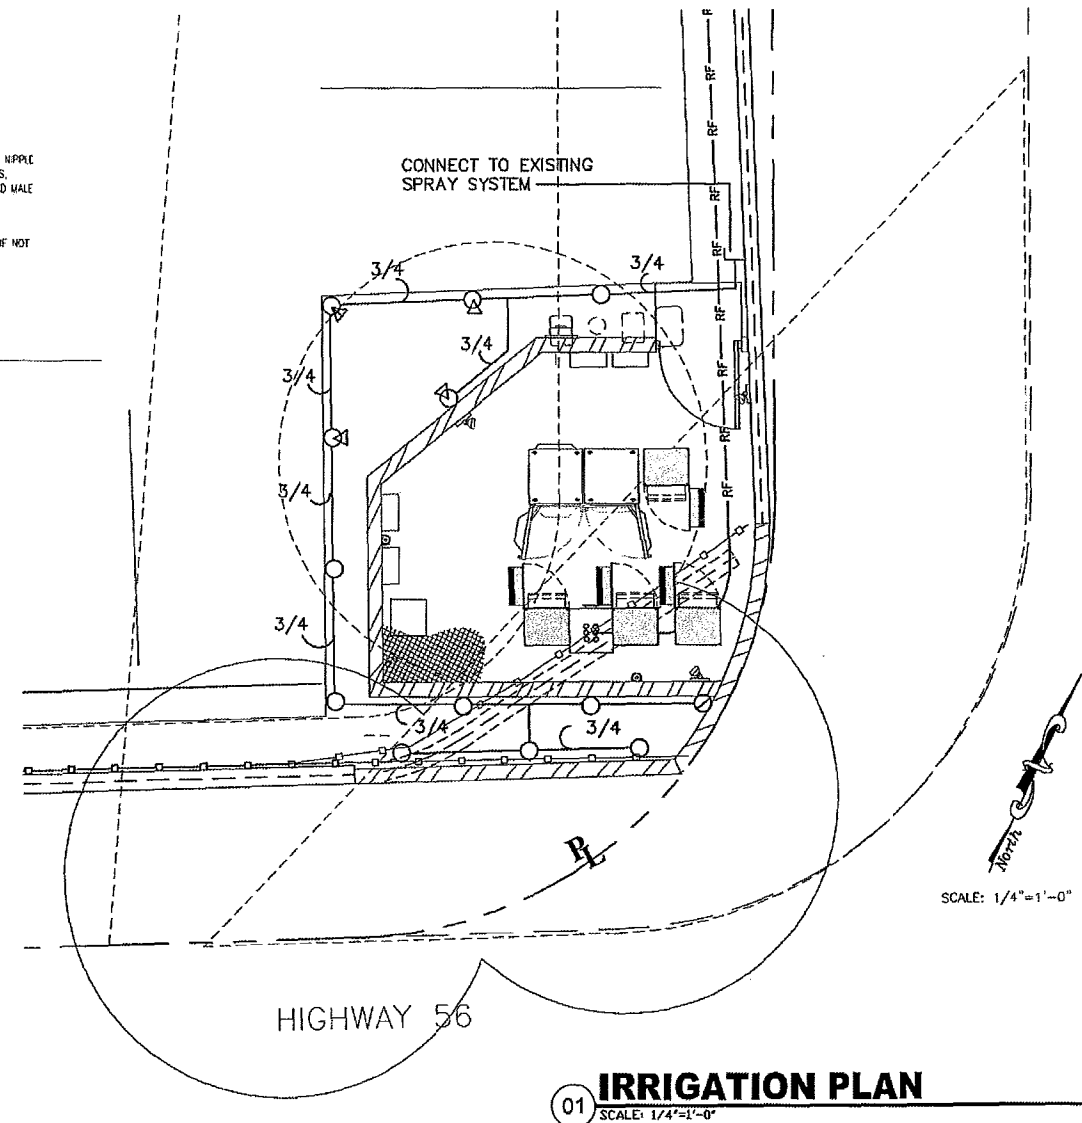 NIPPLE
S.
D MALE
IF NOT
CONNECT TO EXISTING
SPRAY SYSTEM
RF
RF
RF
RF
RF
RF
RF
RF
RF
3/4
3/4
3/4
3/4
3/4
3/4
3/4
3/4
PL
North
SCALE: 1/4"=1'-0"
HIGHWAY 56
01 IRRIGATION PLAN
SCALE: 1/4"=1'-0"